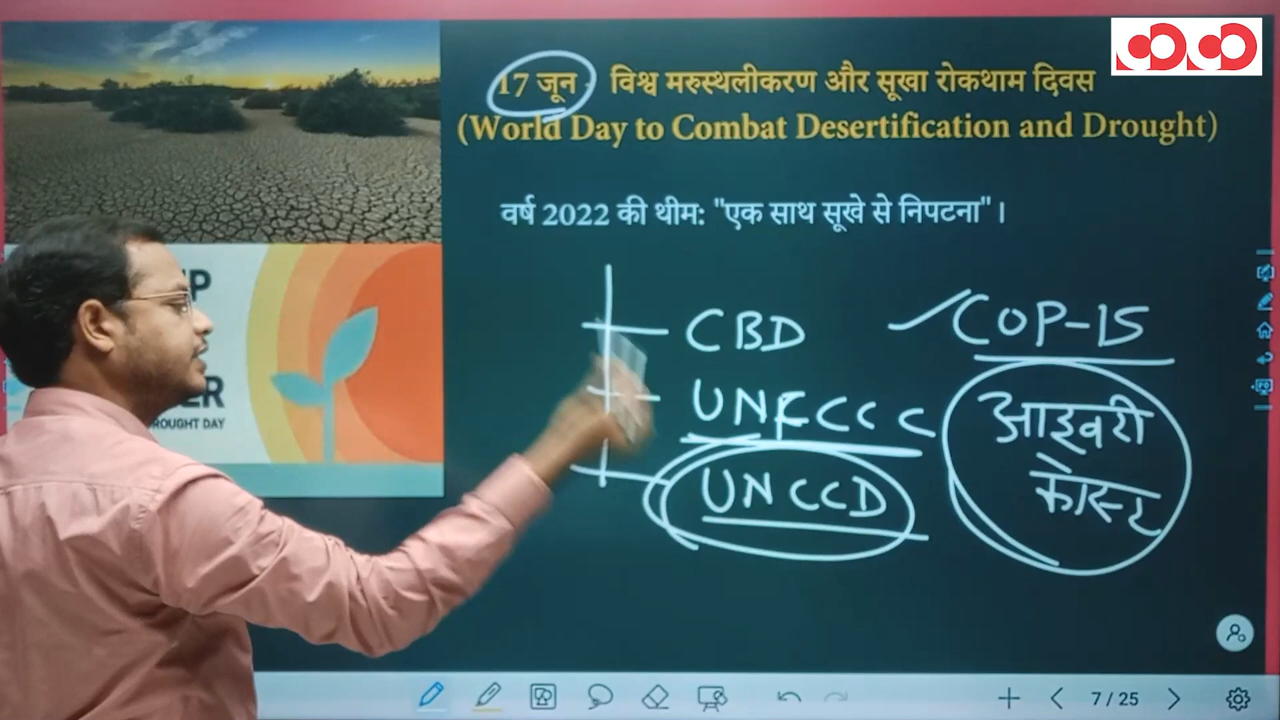 17 जून : विश्व मरुस्थलीकरण और सूखा रोकथाम दिवस
(World Day to Combat Desertification and Drought)
वर्ष 2022 की थीम: "एक साथ सूखे से निपटना"।
CBD
COP-15
UNFCCC
UNCCD
आइवरी
कोस्ट
ROUGHT DAY
7 / 25